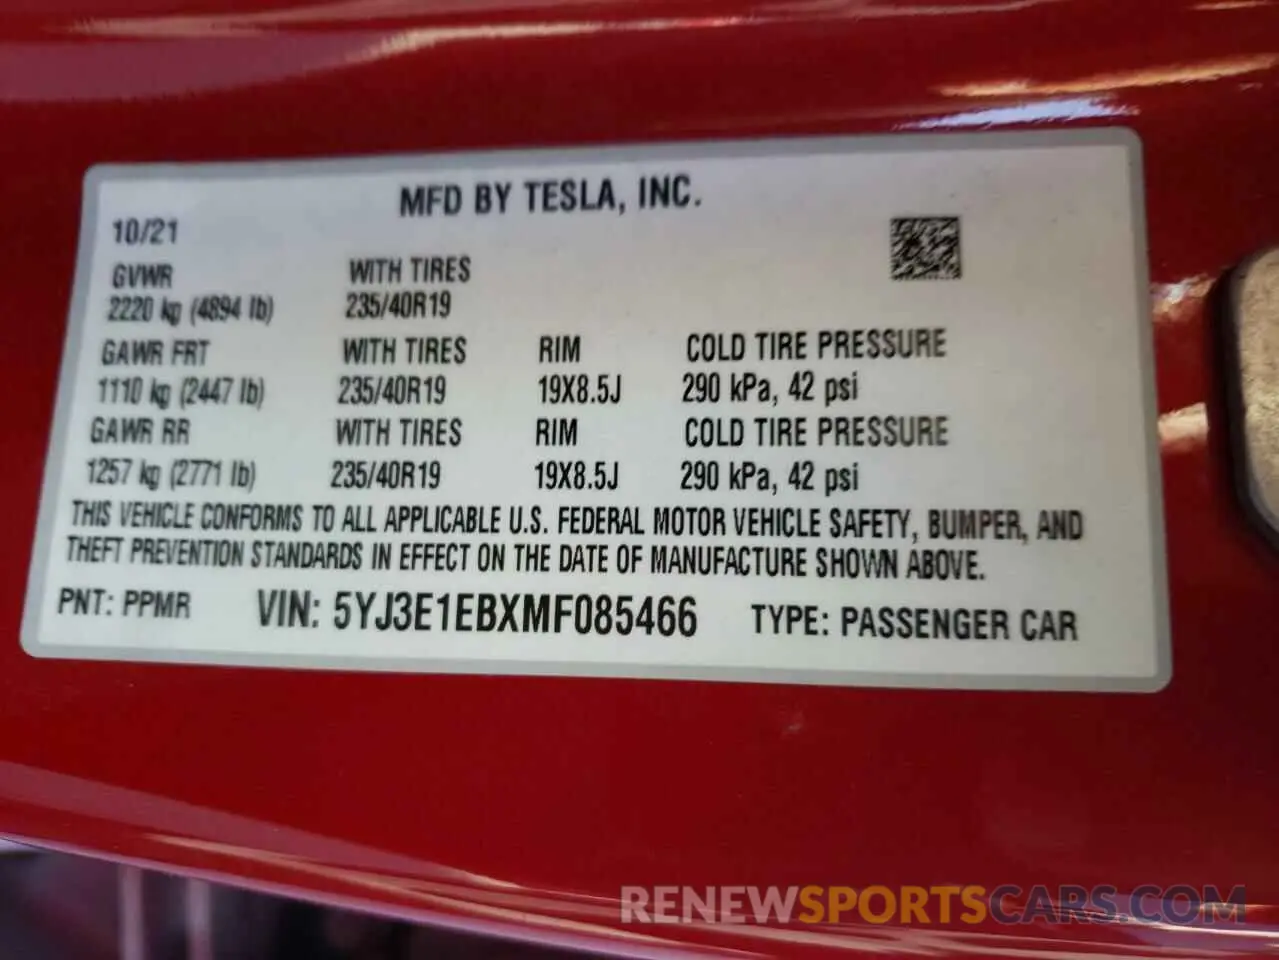 MFD BY TESLA, INC.
10/21
GVWR WITH TIRES
2220 kg (4894 lb) 235/40R19
GAWR FRT WITH TIRES RIM COLD TIRE PRESSURE
1110 kg (2447 lb) 235/40R19 19X8.5J 290 kPa, 42 psi
GAWR RR WITH TIRES RIM COLD TIRE PRESSURE
1257 kg (2771 lb) 235/40R19 19X8.5J 290 kPa, 42 psi
THIS VEHICLE CONFORMS TO ALL APPLICABLE U.S. FEDERAL MOTOR VEHICLE SAFETY, BUMPER, AND
THEFT PREVENTION STANDARDS IN EFFECT ON THE DATE OF MANUFACTURE SHOWN ABOVE.
PNT: PPMR VIN: 5YJ3E1EBXMF085466 TYPE: PASSENGER CAR
RENEWSPORTSCARS.COM